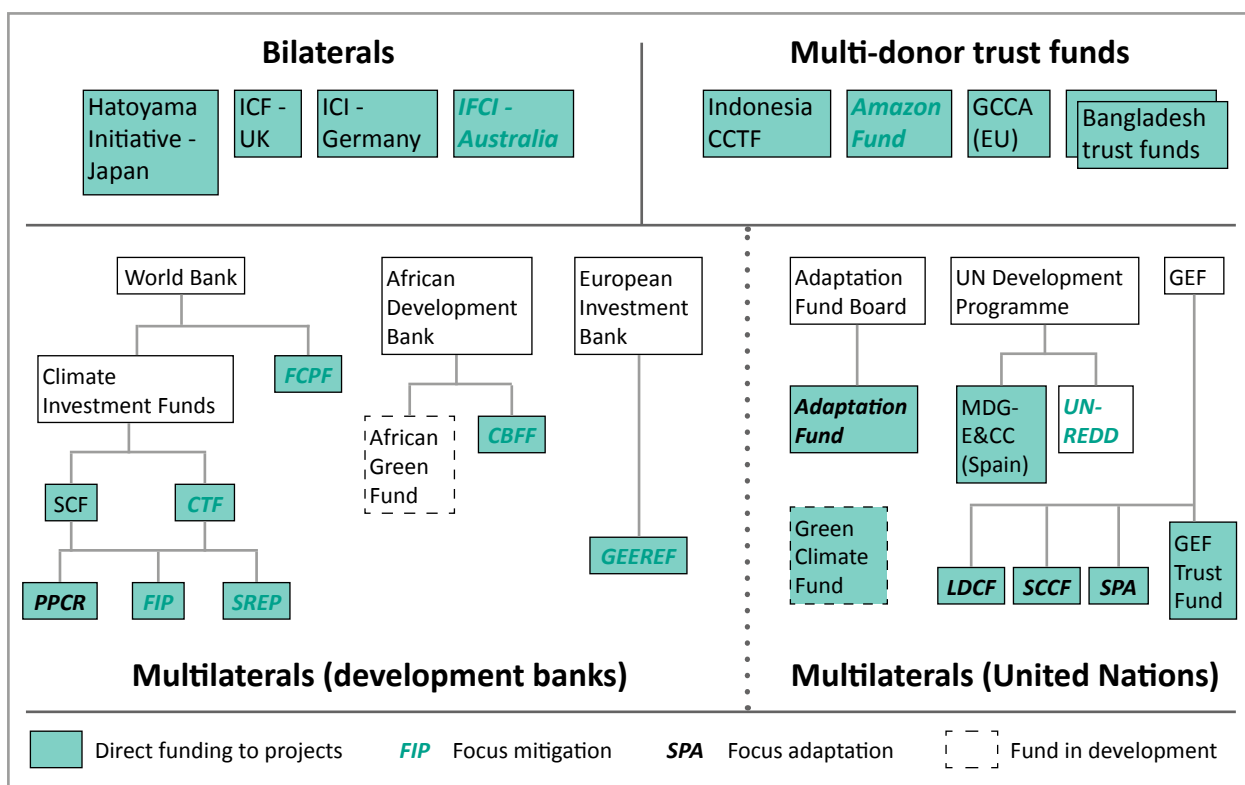 Bilaterals
Hatoyama
Initiative -
Japan
ICF -
UK
ICI -
Germany
IFCI -
Australia
Multi-donor trust funds
Indonesia
CCTF
Amazon
Fund
GCCA
(EU)
Bangladesh
trust funds
World Bank
Climate
Investment Funds
FCPF
SCF
CTF
PPCR
FIP
SREP
African
Development
Bank
African
Green
Fund
CBFF
European
Investment
Bank
GEEREF
Multilaterals (development banks)
Adaptation
Fund Board
Adaptation
Fund
Green
Climate
Fund
UN Development
Programme
MDG-
E&CC
(Spain)
UN-
REDD
GEF
LDCF
SCCF
SPA
GEF
Trust
Fund
Multilaterals (United Nations)
Direct funding to projects
FIP Focus mitigation
SPA Focus adaptation
Fund in development